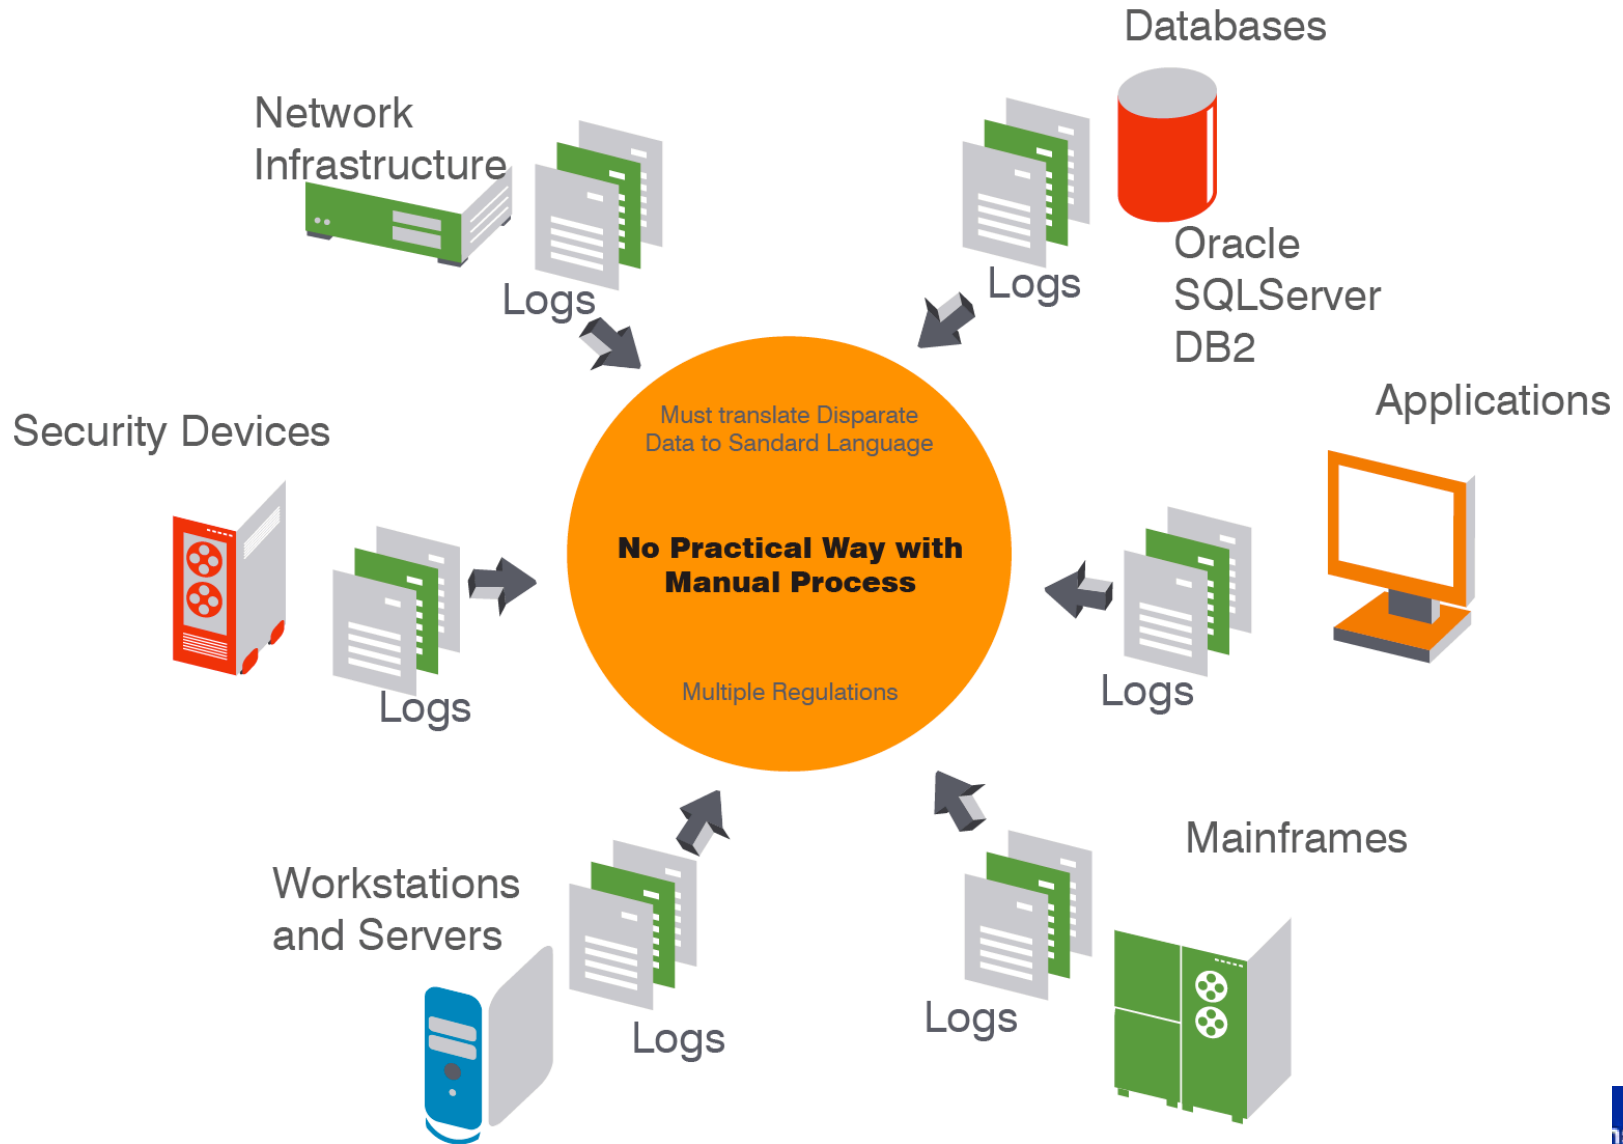 Databases
Network
Infrastructure
Logs
Logs
Oracle
SQLServer
DB2
Security Devices
Applications
Must translate Disparate
Data to Sandard Language
No Practical Way with
Manual Process
Multiple Regulations
Logs
Logs
Workstations
and Servers
Mainframes
Logs
Logs